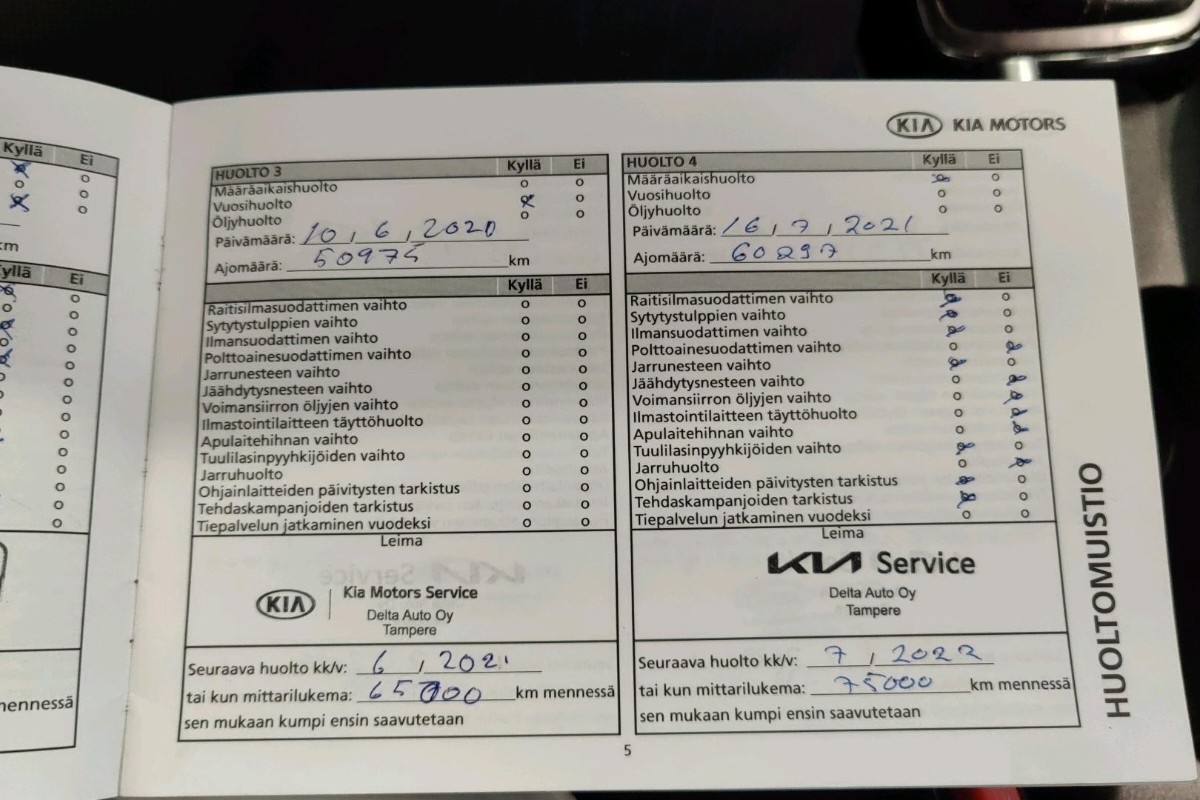 Kyllä Ei
km
Kyllä Ei
mennessä
KIA KIA MOTORS
HUOLTO 3 Kyllä Ei
Määräaikaishuolto
Vuosihuolto
Öljyhuolto
Päivämäärä: 10, 6, 2020
Ajomäärä: 50975 km
Kyllä Ei
Raitisilmasuodattimen vaihto
Sytytystulppien vaihto
Ilmansuodattimen vaihto
Polttoainesuodattimen vaihto
Jarrunesteen vaihto
Jäähdytysnesteen vaihto
Voimansiirron öljyjen vaihto
Ilmastointilaitteen täyttöhuolto
Apulaitehihnan vaihto
Tuulilasinpyyhkijöiden vaihto
Jarruhuolto
Ohjainlaitteiden päivitysten tarkistus
Tehdaskampanjoiden tarkistus
Tiepalvelun jatkaminen vuodeksi
Leima
KIA Kia Motors Service
Delta Auto Oy
Tampere
Seuraava huolto kk/v: 6, 2021
tai kun mittarilukema: 65000 km mennessä
sen mukaan kumpi ensin saavutetaan
HUOLTO 4 Kyllä Ei
Määräaikaishuolto
Vuosihuolto
Öljyhuolto
Päivämäärä: 16, 7, 2021
Ajomäärä: 60297 km
Kyllä Ei
Raitisilmasuodattimen vaihto
Sytytystulppien vaihto
Ilmansuodattimen vaihto
Polttoainesuodattimen vaihto
Jarrunesteen vaihto
Jäähdytysnesteen vaihto
Voimansiirron öljyjen vaihto
Ilmastointilaitteen täyttöhuolto
Apulaitehihnan vaihto
Tuulilasinpyyhkijöiden vaihto
Jarruhuolto
Ohjainlaitteiden päivitysten tarkistus
Tehdaskampanjoiden tarkistus
Tiepalvelun jatkaminen vuodeksi
Leima
KIA Service
Delta Auto Oy
Tampere
Seuraava huolto kk/v: 7, 2022
tai kun mittarilukema: 75000 km mennessä
sen mukaan kumpi ensin saavutetaan
HUOLTOMUISTIO
5